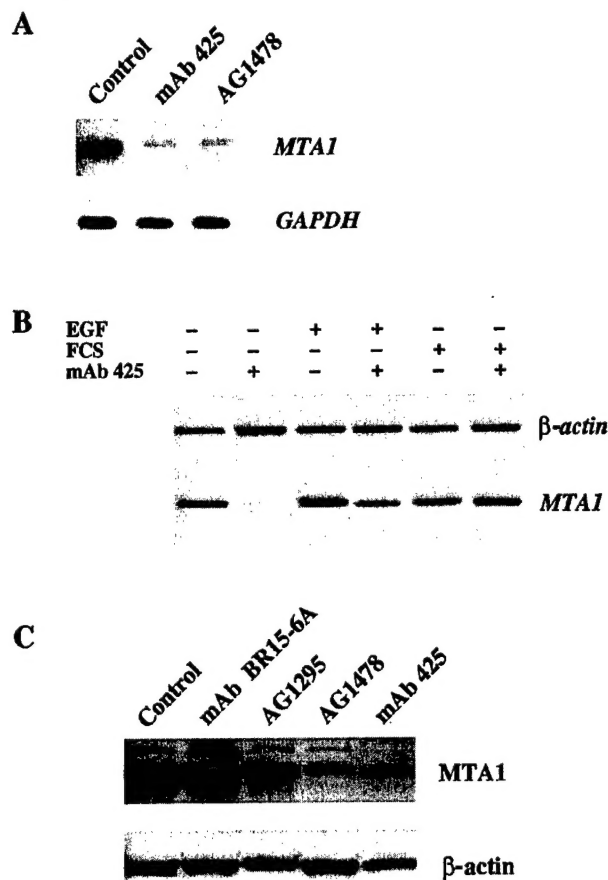 A
Control mAb 425 AG1478
MTA1
GAPDH
B
EGF - - + + - -
FCS - - - - + +
mAb 425 - + - + - +
β-actin
MTA1
C
Control mAb BR15-6A AG1295 AG1478 mAb 425
MTA1
β-actin